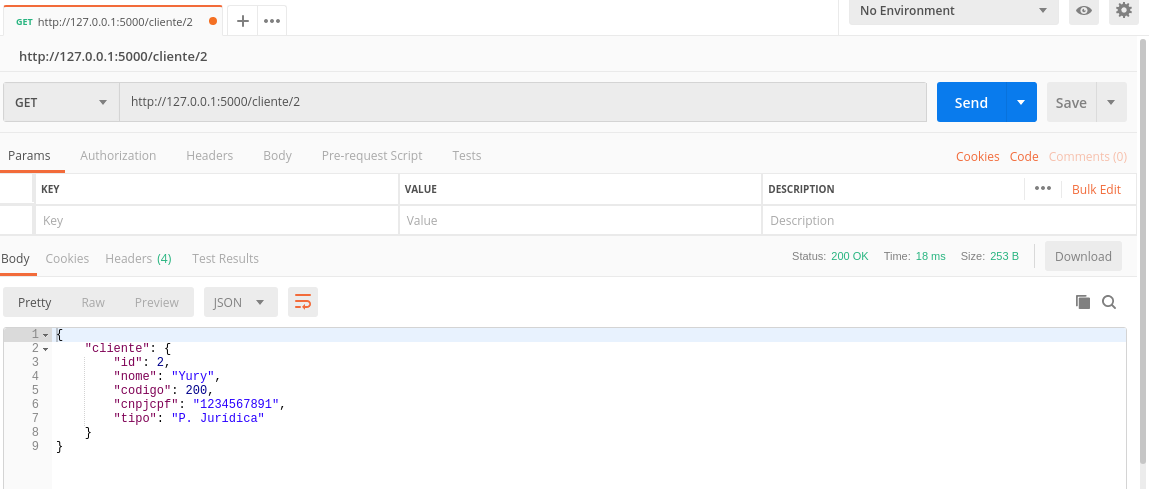 GET http://127.0.0.1:5000/cliente/2
No Environment
http://127.0.0.1:5000/cliente/2
GET http://127.0.0.1:5000/cliente/2 Send Save
Params Authorization Headers Body Pre-request Script Tests Cookies Code Comments (0)
KEY VALUE DESCRIPTION Bulk Edit
Key Value Description
Body Cookies Headers (4) Test Results Status: 200 OK Time: 18 ms Size: 253 B Download
Pretty Raw Preview JSON
1 {
2 "cliente": {
3 "id": 2,
4 "nome": "Yury",
5 "codigo": 200,
6 "cnpjcpf": "1234567891",
7 "tipo": "P. Jurídica"
8 }
9 }